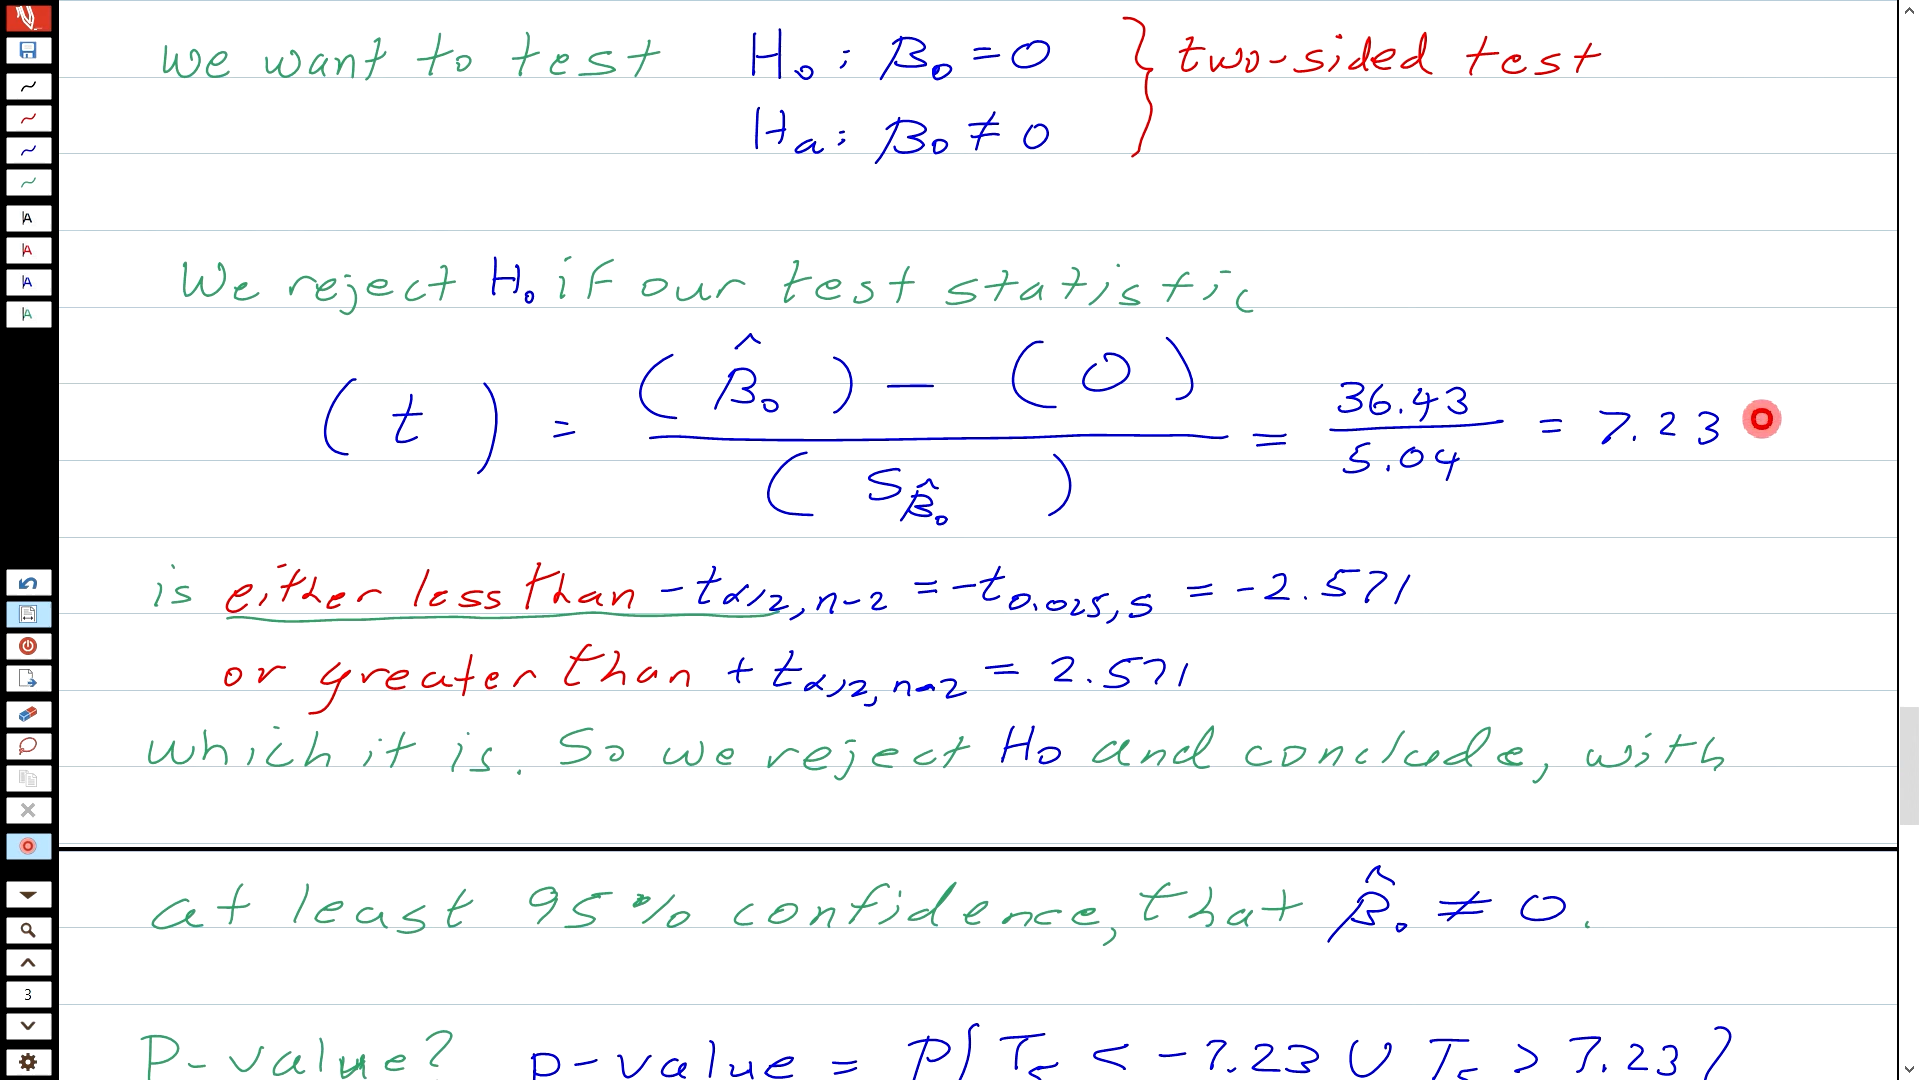 We want to test H₀: β₀ = 0 } two-sided test
Hₐ: β₀ ≠ 0
We reject H₀ if our test statistic
(t) = ((β̂₀) − (0)) / (S_β̂₀) = 36.43 / 5.04 = 7.23
is either less than −t_α/2, n−2 = −t_0.025, 5 = −2.571
or greater than + t_α/2, n−2 = 2.571
which it is. So we reject H₀ and conclude, with
at least 95% confidence, that β̂₀ ≠ 0.
P-value? p-value = P(T₅ < −7.23 ∪ T₅ > 7.23)
A
A
A
A
3